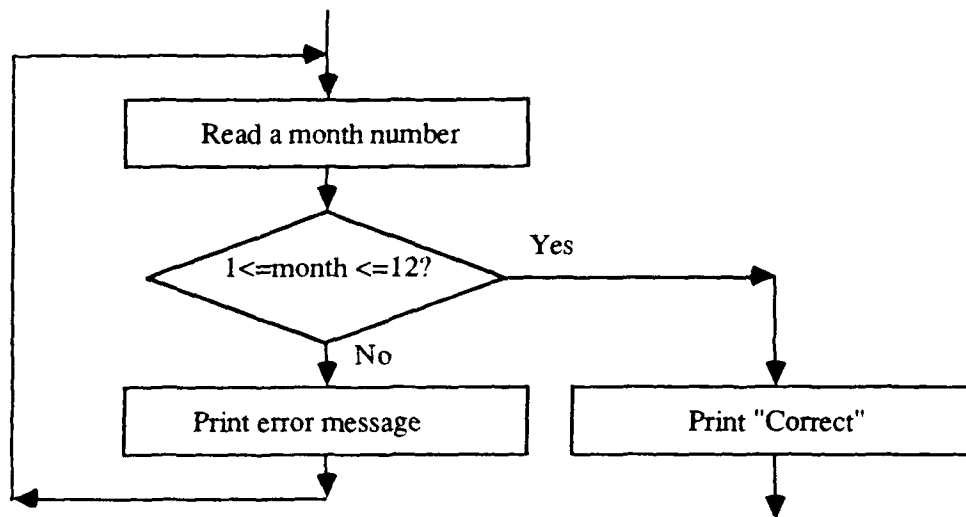 Read a month number
1<=month <=12?
Yes
No
Print error message
Print "Correct"